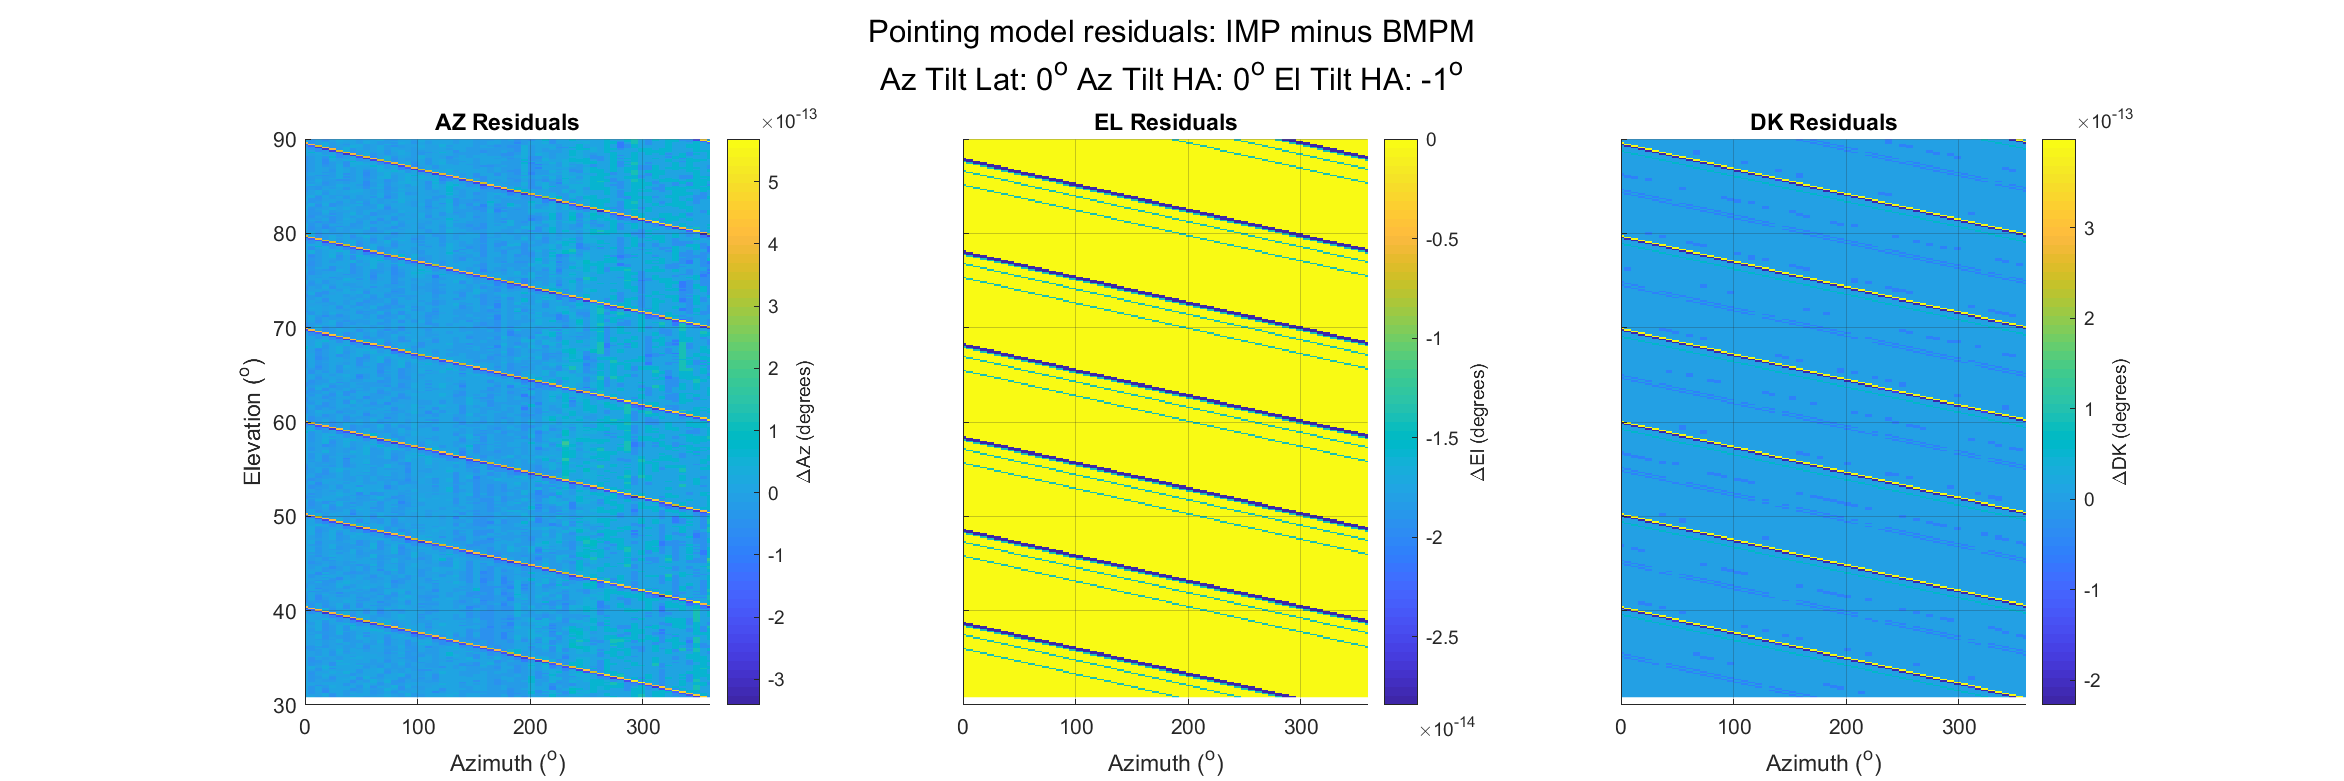 Pointing model residuals: IMP minus BMPM
Az Tilt Lat: 0° Az Tilt HA: 0° El Tilt HA: -1°
AZ Residuals
×10^-13
90
80
70
60
50
40
30
Elevation (°)
0 100 200 300
Azimuth (°)
5
4
3
2
1
0
-1
-2
-3
ΔAz (degrees)
EL Residuals
0 100 200 300
Azimuth (°)
0
-0.5
-1
-1.5
-2
-2.5
×10^-14
ΔEl (degrees)
DK Residuals
×10^-13
0 100 200 300
Azimuth (°)
3
2
1
0
-1
-2
ΔDK (degrees)